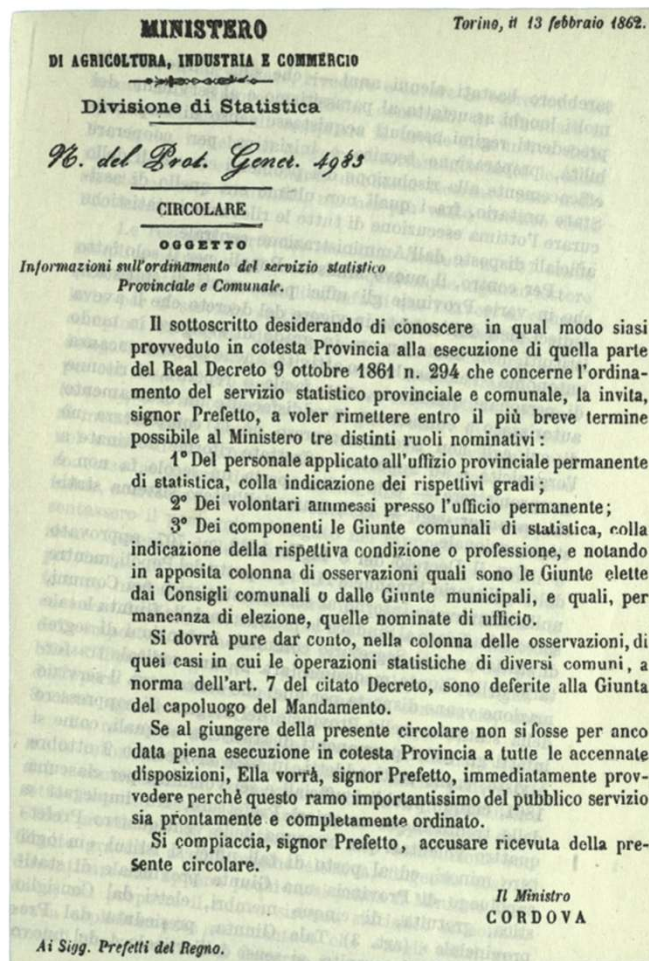 MINISTERO
DI AGRICOLTURA, INDUSTRIA E COMMERCIO
Torino, il 13 febbraio 1862.
Divisione di Statistica
N. del Prot. Gener. 4983
CIRCOLARE
OGGETTO
Informazioni sull'ordinamento del servizio statistico
Provinciale e Comunale.
Il sottoscritto desiderando di conoscere in qual modo siasi
provveduto in cotesta Provincia alla esecuzione di quella parte
del Real Decreto 9 ottobre 1861 n. 294 che concerne l'ordina-
mento del servizio statistico provinciale e comunale, la invita,
signor Prefetto, a voler rimettere entro il più breve termine
possibile al Ministero tre distinti ruoli nominativi :
1° Del personale applicato all'uffizio provinciale permanente
di statistica, colla indicazione dei rispettivi gradi ;
2° Dei volontari ammessi presso l'ufficio permanente ;
3° Dei componenti le Giunte comunali di statistica, colla
indicazione della rispettiva condizione o professione, e notando
in apposita colonna di osservazioni quali sono le Giunte elette
dai Consigli comunali o dalle Giunte municipali, e quali, per
mancanza di elezione, quelle nominate di ufficio.
Si dovrà pure dar conto, nella colonna delle osservazioni, di
quei casi in cui le operazioni statistiche di diversi comuni, a
norma dell'art. 7 del citato Decreto, sono deferite alla Giunta
del capoluogo del Mandamento.
Se al giungere della presente circolare non si fosse per anco
data piena esecuzione in cotesta Provincia a tutte le accennate
disposizioni, Ella vorrà, signor Prefetto, immediatamente prov-
vedere perchè questo ramo importantissimo del pubblico servizio
sia prontamente e completamente ordinato.
Si compiaccia, signor Prefetto, accusare ricevuta della pre-
sente circolare.
Il Ministro
CORDOVA
Ai Sigg. Prefetti del Regno.